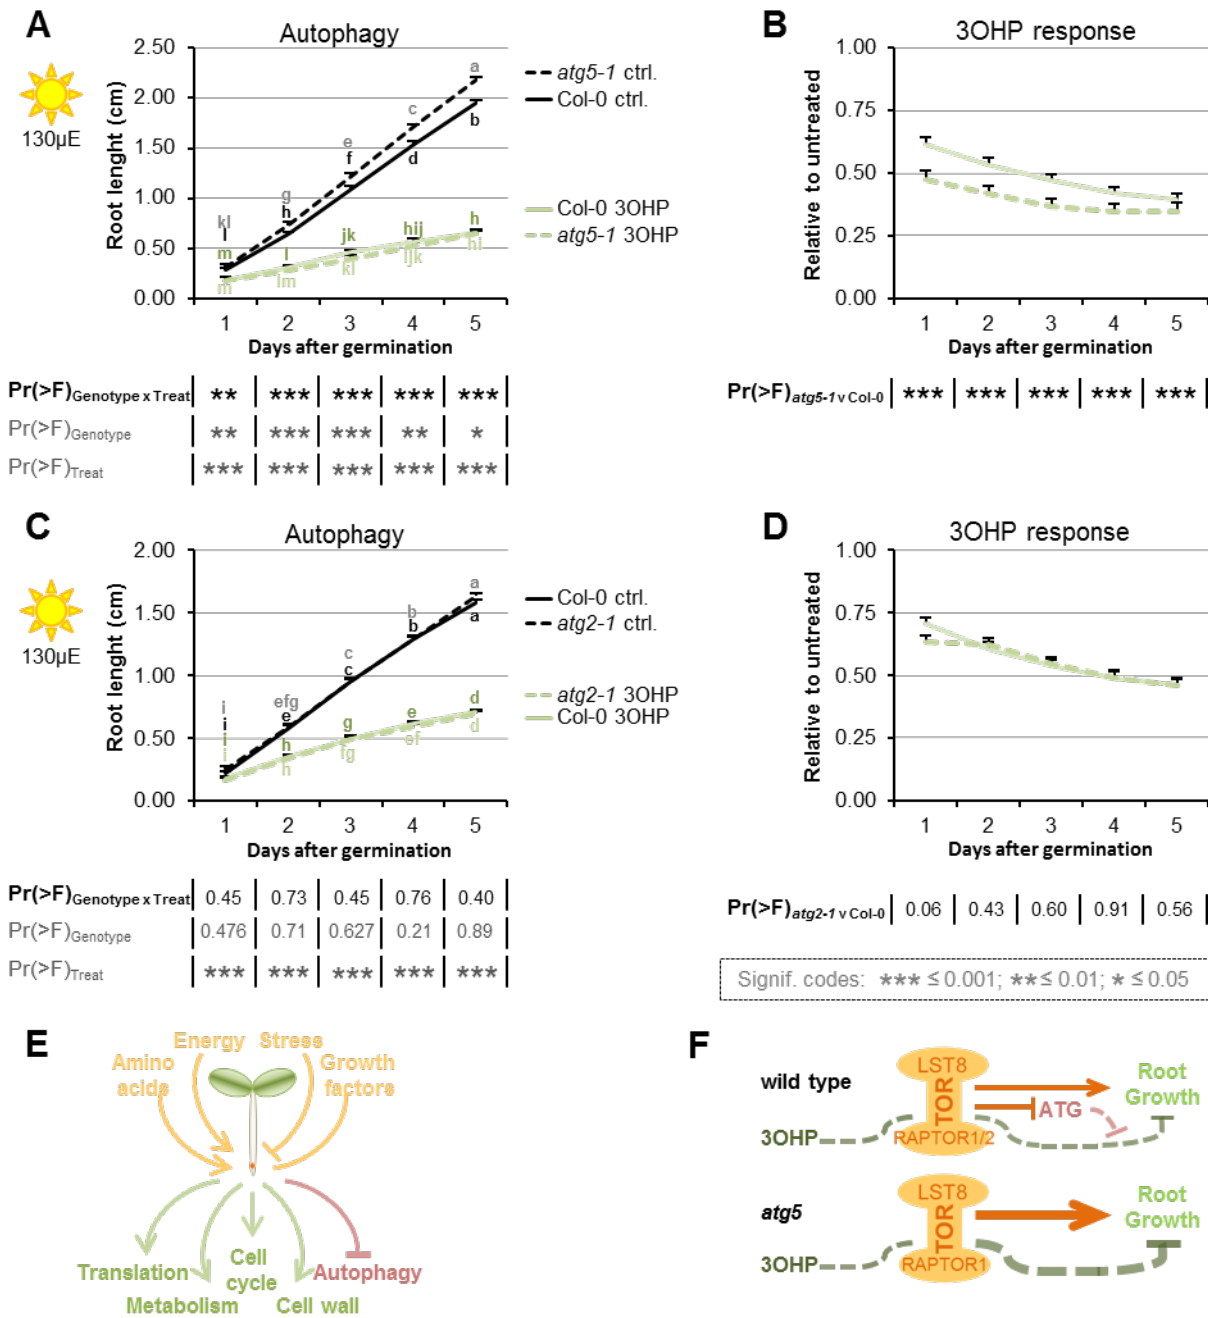 A
Autophagy
130µE
Root lenght (cm)
2.50
2.00
1.50
1.00
0.50
0.00
kl
l
m
m
g
h
l
lm
e
f
jk
kl
c
d
hij
ijk
a
b
h
hi
1 2 3 4 5
Days after germination
atg5-1 ctrl.
Col-0 ctrl.
Col-0 3OHP
atg5-1 3OHP
Pr(>F)Genotype x Treat ** *** *** *** ***
Pr(>F)Genotype ** *** *** ** *
Pr(>F)Treat *** *** *** *** ***
B
3OHP response
Relative to untreated
1.00
0.75
0.50
0.25
0.00
1 2 3 4 5
Days after germination
Pr(>F)atg5-1 v Col-0 *** *** *** *** ***
C
Autophagy
130µE
Root lenght (cm)
2.00
1.50
1.00
0.50
0.00
i
i
i
i
efg
e
h
h
c
c
g
fg
b
b
e
ef
a
a
d
d
1 2 3 4 5
Days after germination
Col-0 ctrl.
atg2-1 ctrl.
atg2-1 3OHP
Col-0 3OHP
Pr(>F)Genotype x Treat 0.45 0.73 0.45 0.76 0.40
Pr(>F)Genotype 0.476 0.71 0.627 0.21 0.89
Pr(>F)Treat *** *** *** *** ***
D
3OHP response
Relative to untreated
1.00
0.75
0.50
0.25
0.00
1 2 3 4 5
Days after germination
Pr(>F)atg2-1 v Col-0 0.06 0.43 0.60 0.91 0.56
Signif. codes: *** ≤ 0.001; ** ≤ 0.01; * ≤ 0.05
E
Energy Stress
Amino
acids
Growth
factors
Translation
Metabolism
Cell
cycle
Cell wall
Autophagy
F
wild type
LST8
TOR
RAPTOR1/2
3OHP
ATG
Root
Growth
atg5
LST8
TOR
RAPTOR1
3OHP
Root
Growth